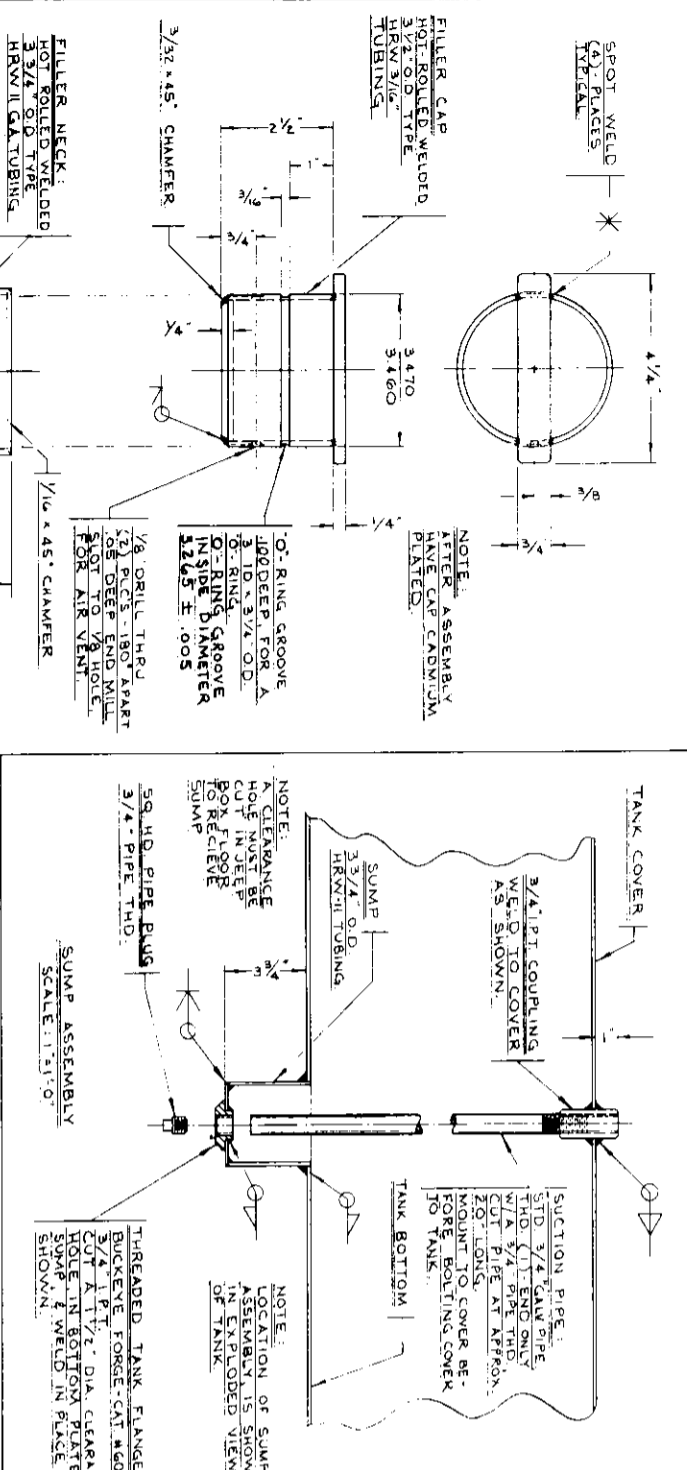 SPOT WELD
(4)- PLACES
TYPICAL
4 1/4"
3/8
3/4
FILLER CAP
HOT-ROLLED WELDED
3 1/2" O.D TYPE
HRW 3/16"
TUBING
NOTE:
AFTER ASSEMBLY
HAVE CAP CADMIUM
PLATED.
2 1/2"
1"
3/16"
3/4"
1/4"
3.470
3.460
1/4"
3/32 x 45° CHAMFER
"O"-RING GROOVE
.100 DEEP, FOR A
3" ID x 3 1/4" O.D.
"O"-RING.
"O"-RING GROOVE
INSIDE DIAMETER
3.265 ± .005
1/8" DRILL THRU
(2) PLC'S - 180° APART
.05 DEEP END MILL
SLOT TO 1/8 HOLE,
FOR AIR VENT.
FILLER NECK:
HOT ROLLED WELDED
3 3/4" O.D TYPE
HRW 11 GA TUBING
1/16 x 45° CHAMFER
TANK COVER
1"
3/4" I.P.T. COUPLING
WELD TO COVER
AS SHOWN.
SUCTION PIPE:
STD. 3/4" GALV PIPE
THD. (1)- END ONLY
W/A 3/4" PIPE THD.
CUT PIPE AT APPROX
20" LONG.
MOUNT TO COVER BE-
FORE BOLTING COVER
TO TANK.
SUMP
3 3/4" O.D.
HRW-11 TUBING
TANK BOTTOM
NOTE:
A CLEARANCE
HOLE MUST BE
CUT IN JEEP
BOX FLOOR
TO RECIEVE
SUMP
3 3/4"
NOTE:
LOCATION OF SUMP
ASSEMBLY, IS SHOW
IN EXPLODED VIEW
OF TANK
SQ HD PIPE PLUG
3/4" PIPE THD.
THREADED TANK FLANGE
BUCKEYE FORGE-CAT #60
3/4" I.P.T.
CUT A 1 1/2" DIA. CLEARA
HOLE IN BOTTOM PLATE
SUMP & WELD IN PLACE
SHOWN.
SUMP ASSEMBLY
SCALE: 1"=1'-0"